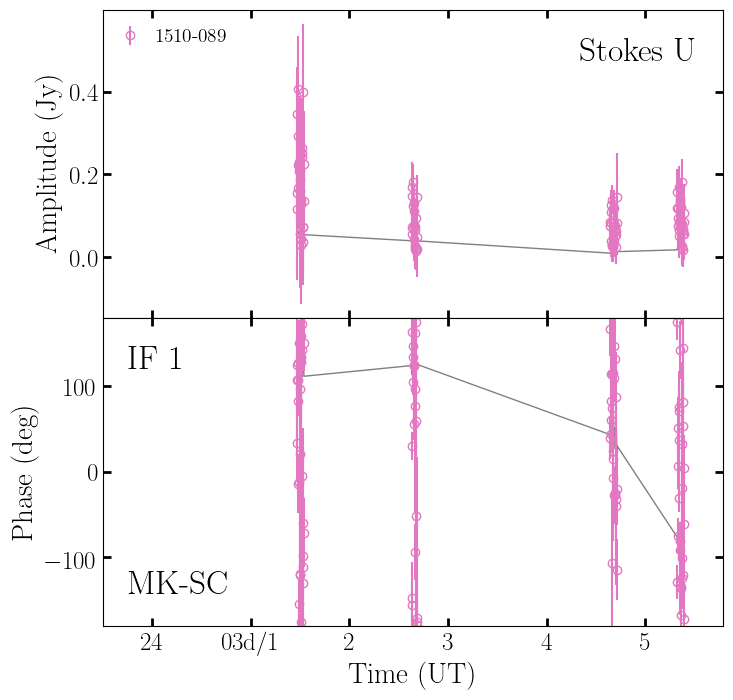 1510-089
Stokes U
0.4
0.2
0.0
Amplitude (Jy)
IF 1
100
0
−100
Phase (deg)
MK-SC
24 03d/1 2 3 4 5
Time (UT)